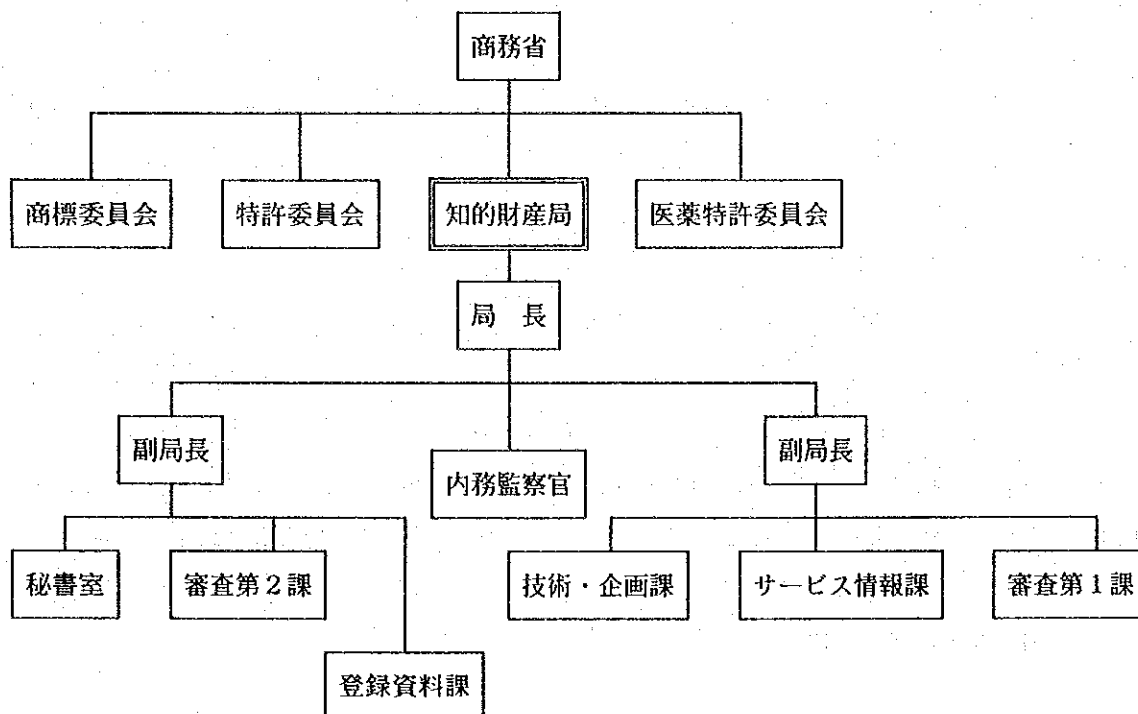 商務省
商標委員会
特許委員会
知的財産局
医薬特許委員会
局　長
副局長
内務監察官
副局長
秘書室
審査第２課
技術・企画課
サービス情報課
審査第１課
登録資料課